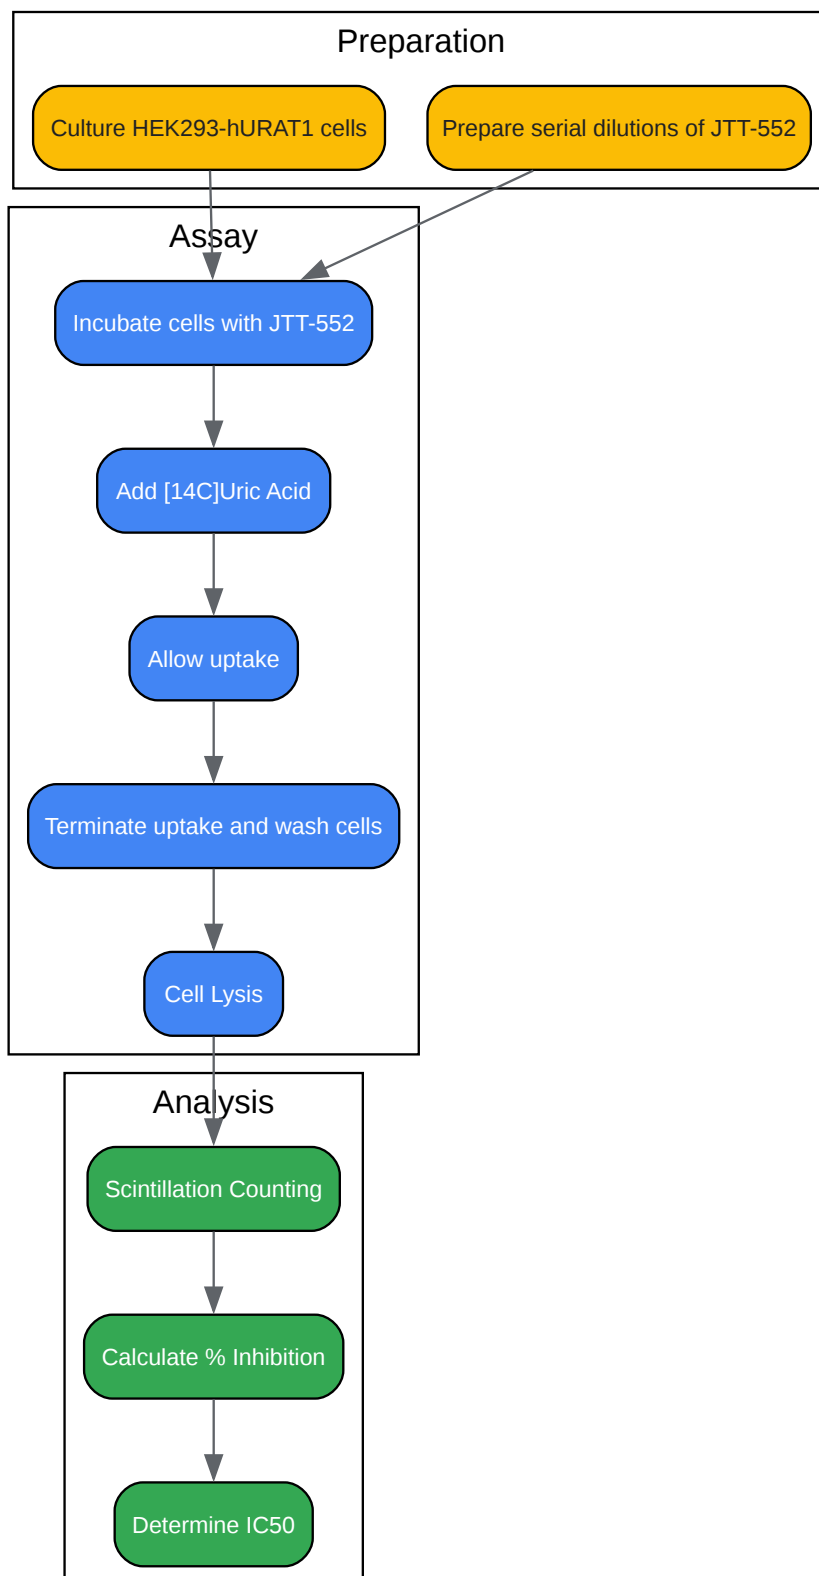 Preparation
Culture HEK293-hURAT1 cells
Prepare serial dilutions of JTT-552
Assay
Incubate cells with JTT-552
Add [14C]Uric Acid
Allow uptake
Terminate uptake and wash cells
Cell Lysis
Analysis
Scintillation Counting
Calculate % Inhibition
Determine IC50